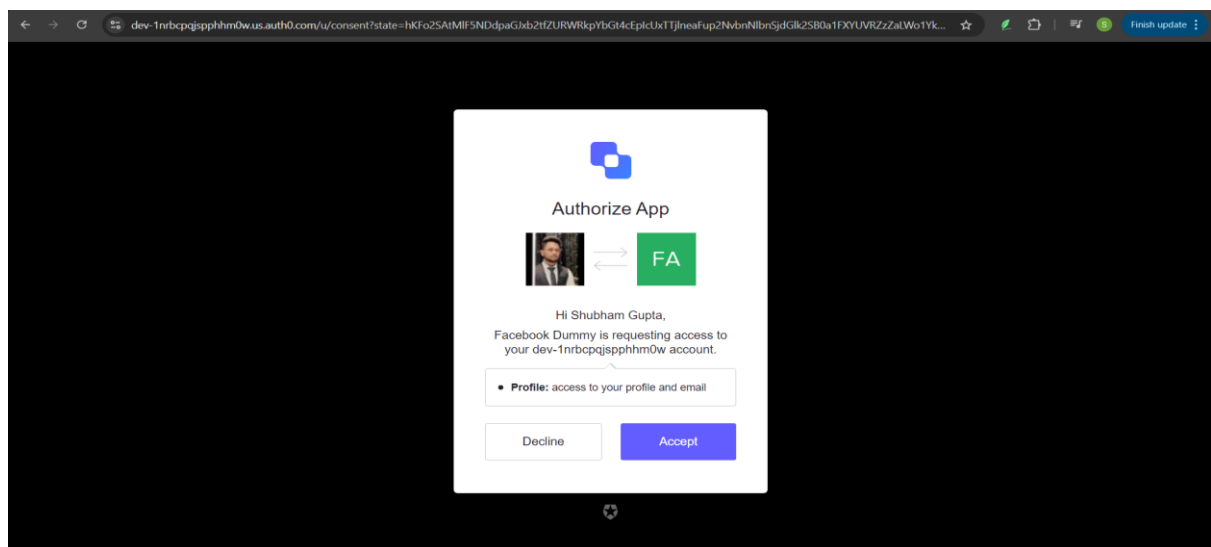 dev-1nrbcpqjspphhm0w.us.auth0.com/u/consent?state=
Finish update
S
Authorize App
FA
Hi Shubham Gupta,
Facebook Dummy is requesting access to
your dev-1nrbcpqjspphhm0w account.
• Profile: access to your profile and email
Decline
Accept